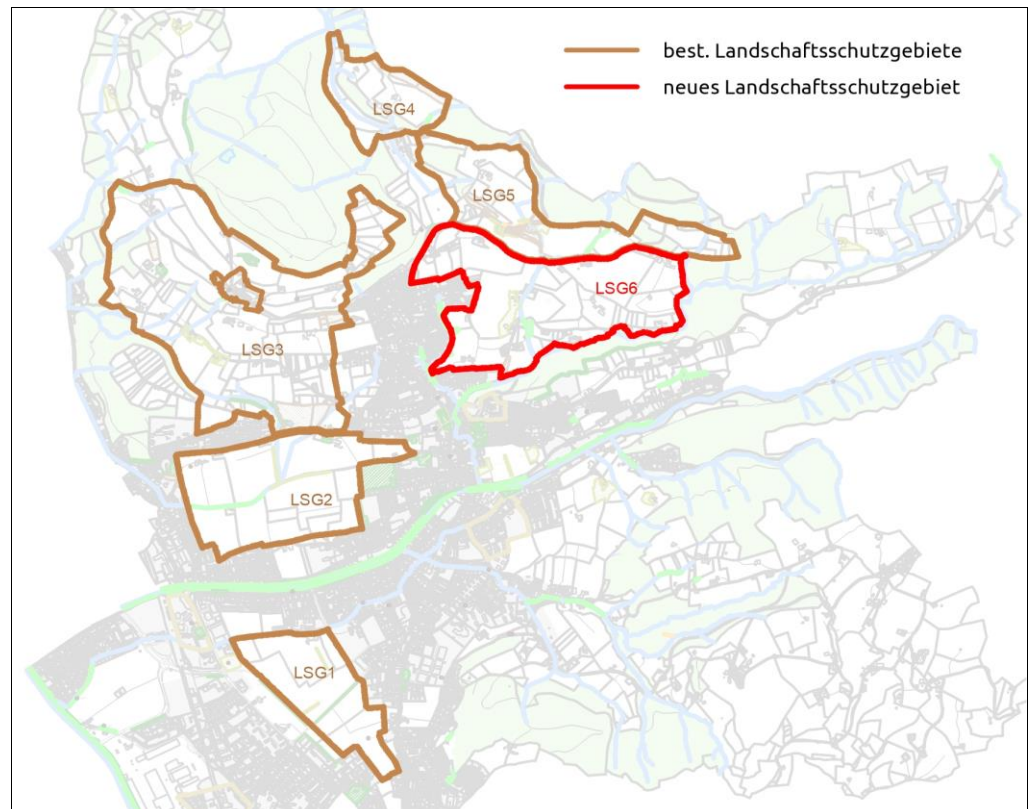 best. Landschaftsschutzgebiete
neues Landschaftsschutzgebiet
LSG4
LSG5
LSG6
LSG3
LSG2
LSG1